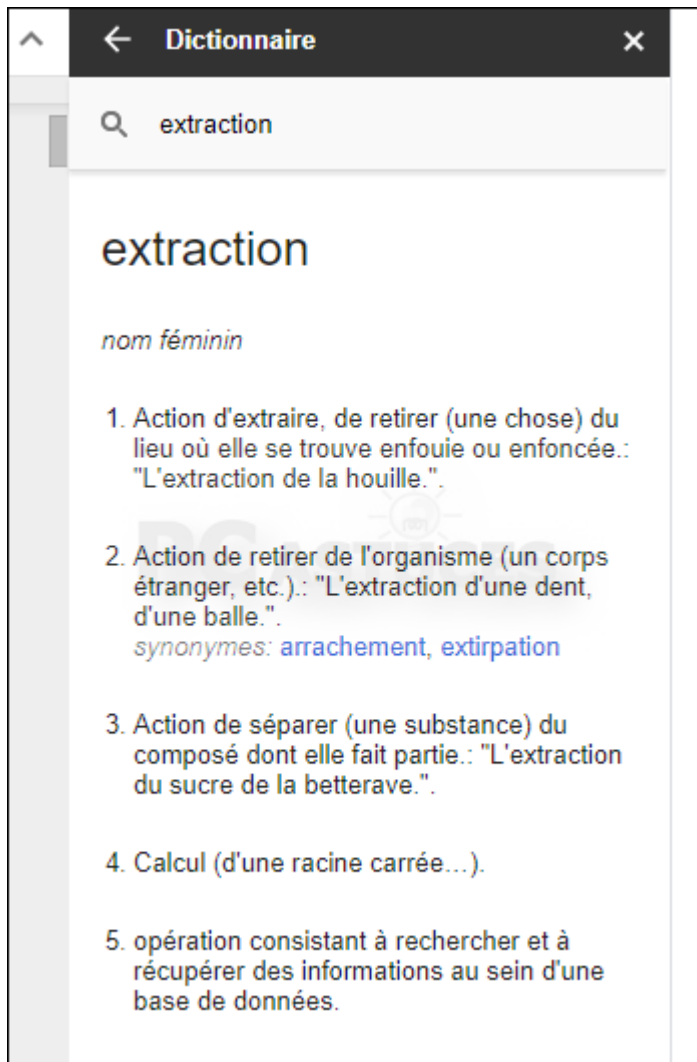 Dictionnaire
extraction
extraction
nom féminin
1. Action d'extraire, de retirer (une chose) du
lieu où elle se trouve enfouie ou enfoncée.:
"L'extraction de la houille.".
2. Action de retirer de l'organisme (un corps
étranger, etc.).: "L'extraction d'une dent,
d'une balle.".
synonymes: arrachement, extirpation
3. Action de séparer (une substance) du
composé dont elle fait partie.: "L'extraction
du sucre de la betterave.".
4. Calcul (d'une racine carrée…).
5. opération consistant à rechercher et à
récupérer des informations au sein d'une
base de données.